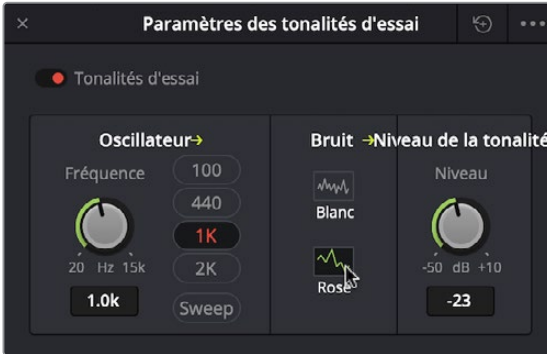 Paramètres des tonalités d'essai
Tonalités d'essai
Oscillateur
Fréquence
20 Hz 15k
1.0k
100
440
1K
2K
Sweep
Bruit
Blanc
Rose
Niveau de la tonalité
Niveau
-50 dB +10
-23